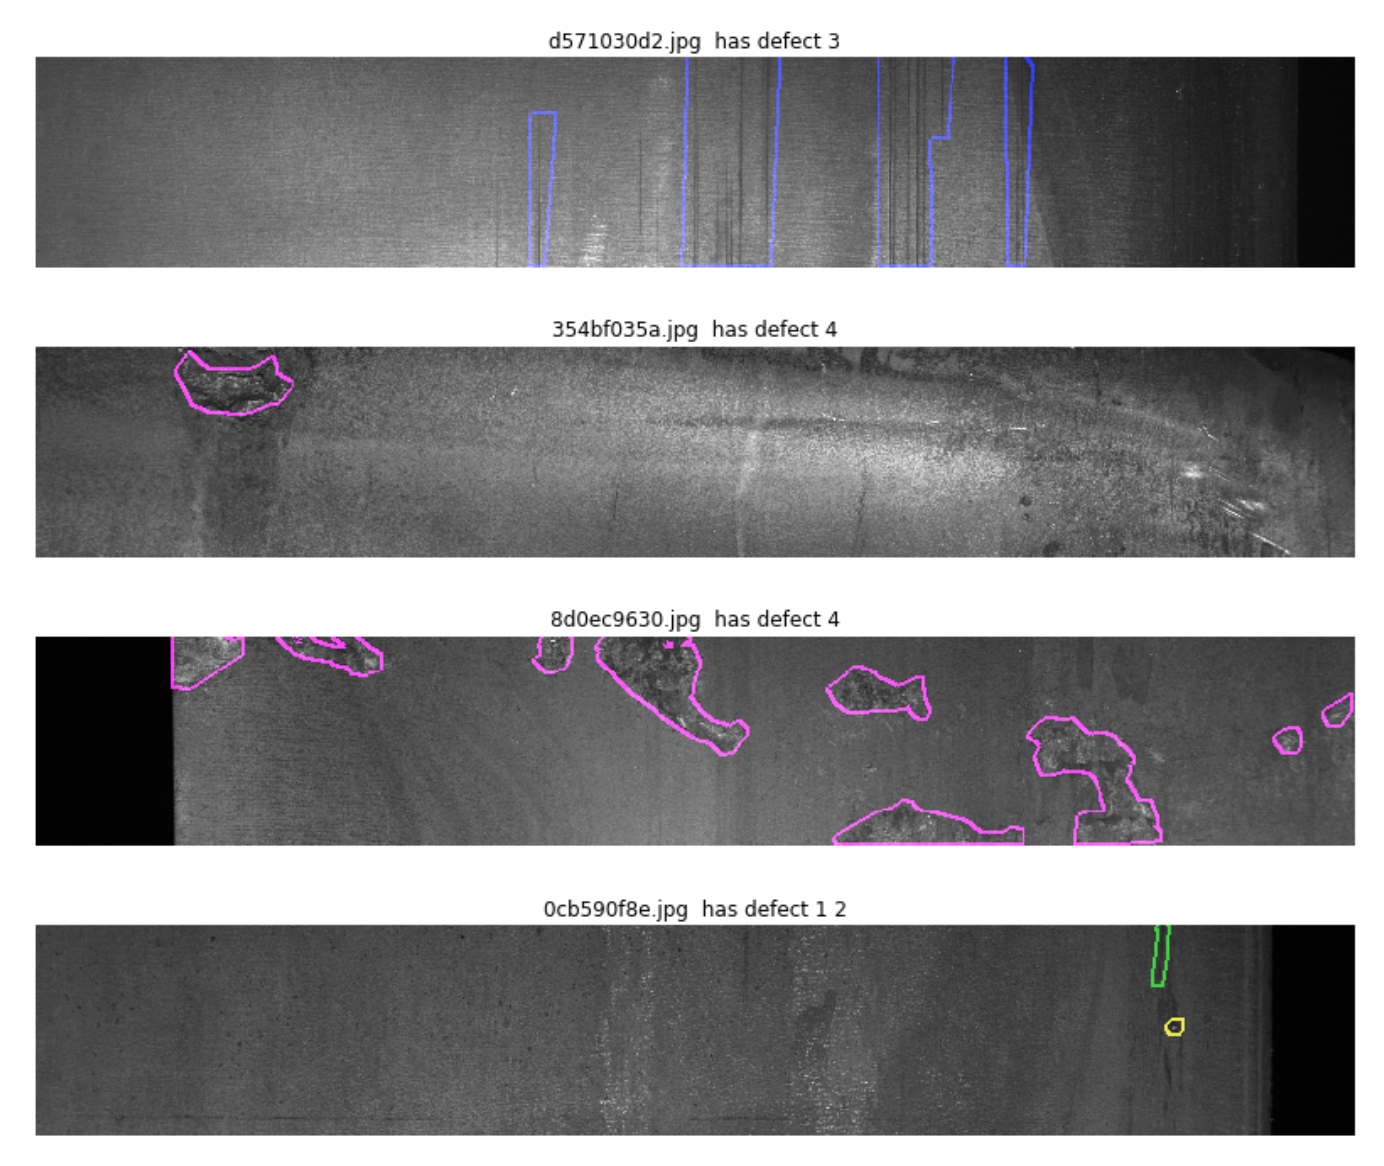 d571030d2.jpg  has defect 3
354bf035a.jpg  has defect 4
8d0ec9630.jpg  has defect 4
0cb590f8e.jpg  has defect 1 2